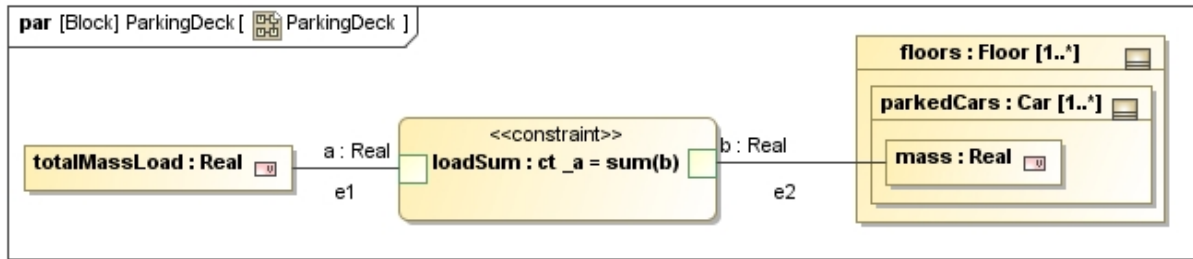 par [Block] ParkingDeck [ ParkingDeck ]
floors : Floor [1..*]
parkedCars : Car [1..*]
<<constraint>>
a : Real
b : Real
totalMassLoad : Real
loadSum : ct _a = sum(b)
mass : Real
e1
e2